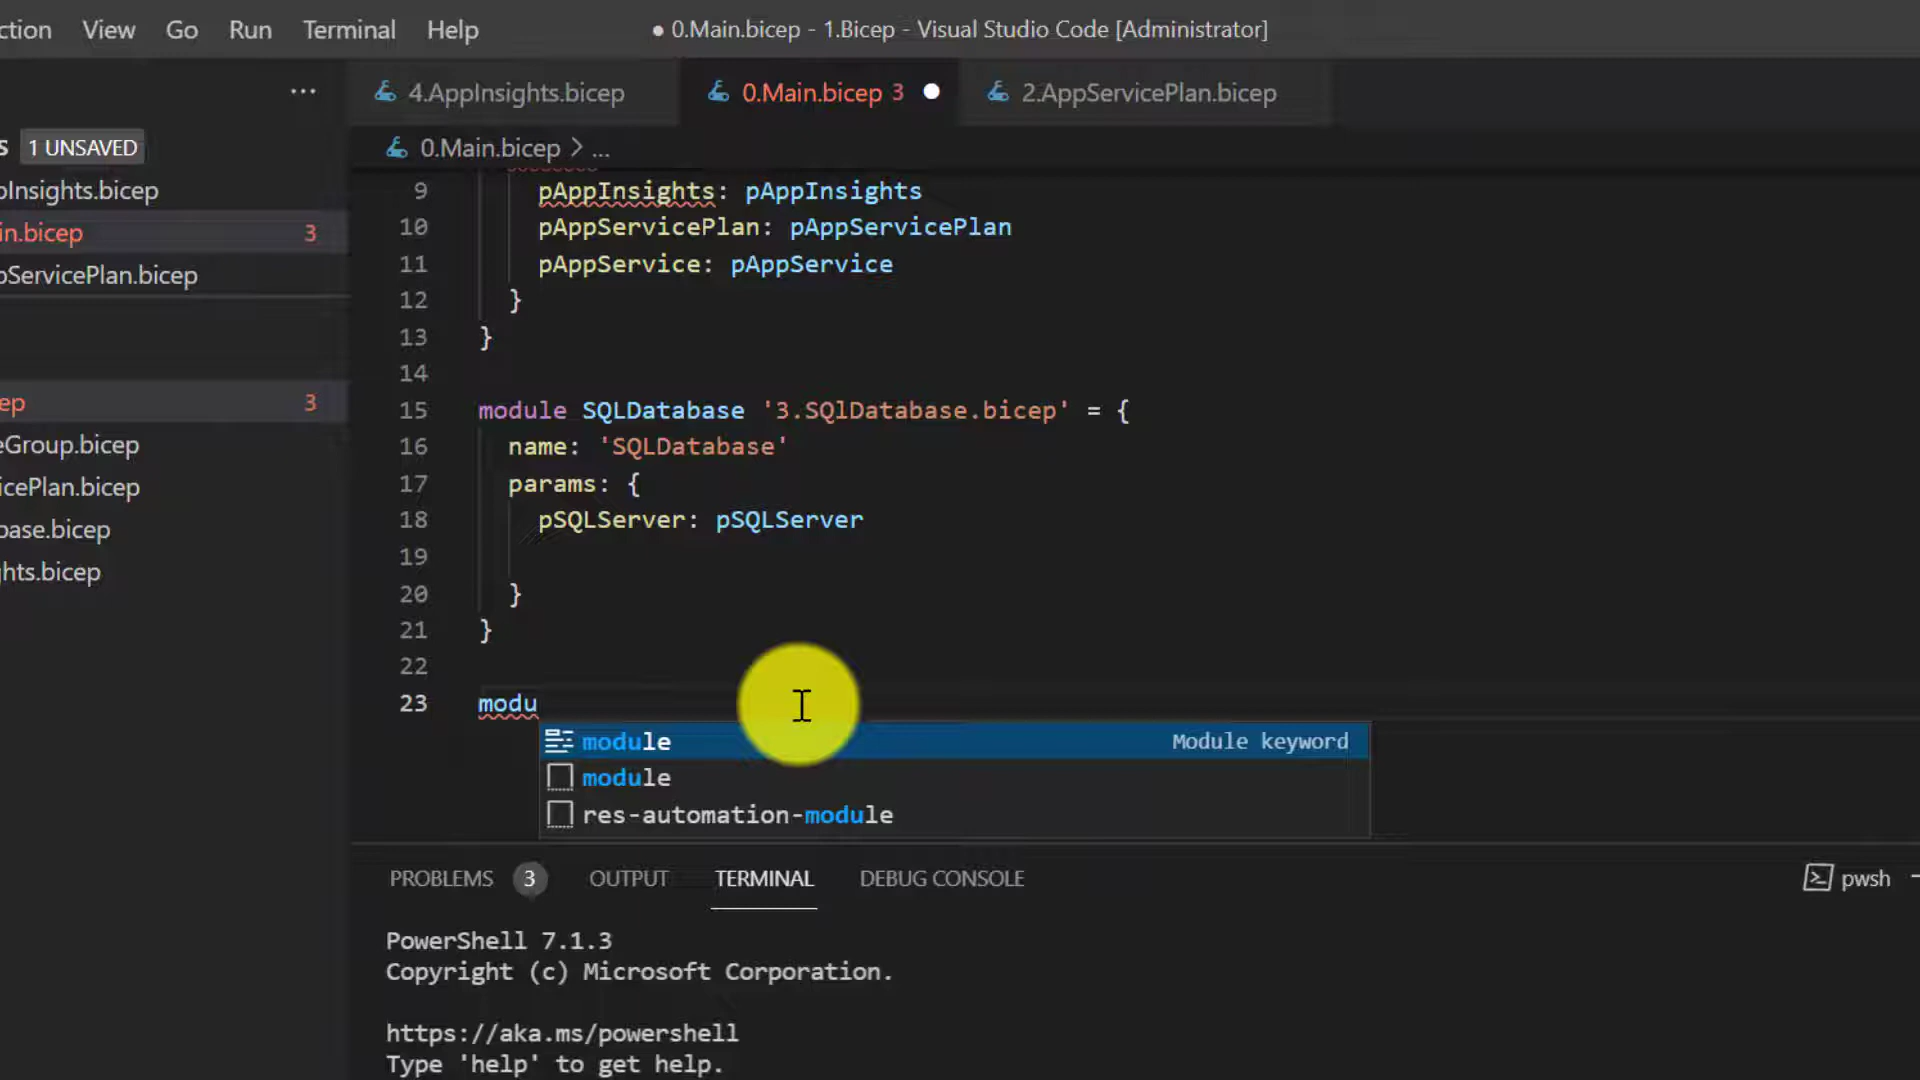 ction View Go Run Terminal Help
● 0.Main.bicep - 1.Bicep - Visual Studio Code [Administrator]
...
4.AppInsights.bicep
0.Main.bicep 3 ●
2.AppServicePlan.bicep
S 1 UNSAVED
pInsights.bicep
in.bicep 3
pServicePlan.bicep
ep 3
eGroup.bicep
icePlan.bicep
base.bicep
hts.bicep
0.Main.bicep > ...
9 pAppInsights: pAppInsights
10 pAppServicePlan: pAppServicePlan
11 pAppService: pAppService
12 }
13 }
14
15 module SQLDatabase '3.SQlDatabase.bicep' = {
16 name: 'SQLDatabase'
17 params: {
18 pSQLServer: pSQLServer
19
20 }
21 }
22
23 modu
module Module keyword
module
res-automation-module
PROBLEMS 3 OUTPUT TERMINAL DEBUG CONSOLE
pwsh
PowerShell 7.1.3
Copyright (c) Microsoft Corporation.
https://aka.ms/powershell
Type 'help' to get help.